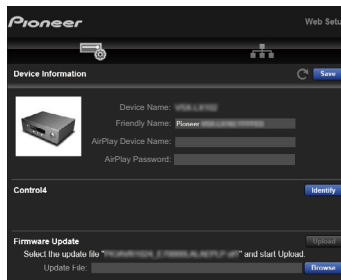 Pioneer
Web Setu
Device Information
Save
Device Name:
Friendly Name: Pioneer
AirPlay Device Name:
AirPlay Password:
Control4
Identify
Firmware Update
Upload
Select the update file "
" and start Upload.
Update File:
Browse